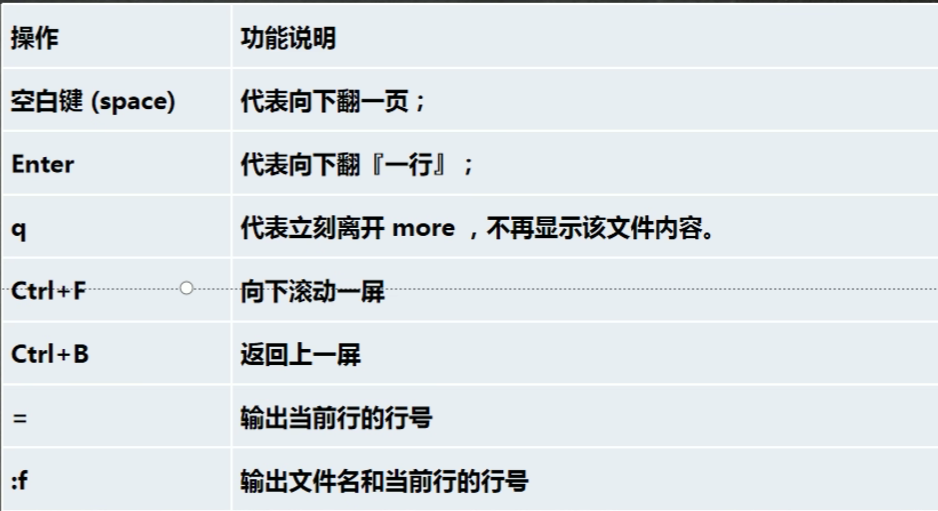 操作 功能说明
空白键 (space) 代表向下翻一页；
Enter 代表向下翻『一行』；
q 代表立刻离开 more ，不再显示该文件内容。
Ctrl+F 向下滚动一屏
Ctrl+B 返回上一屏
= 输出当前行的行号
:f 输出文件名和当前行的行号